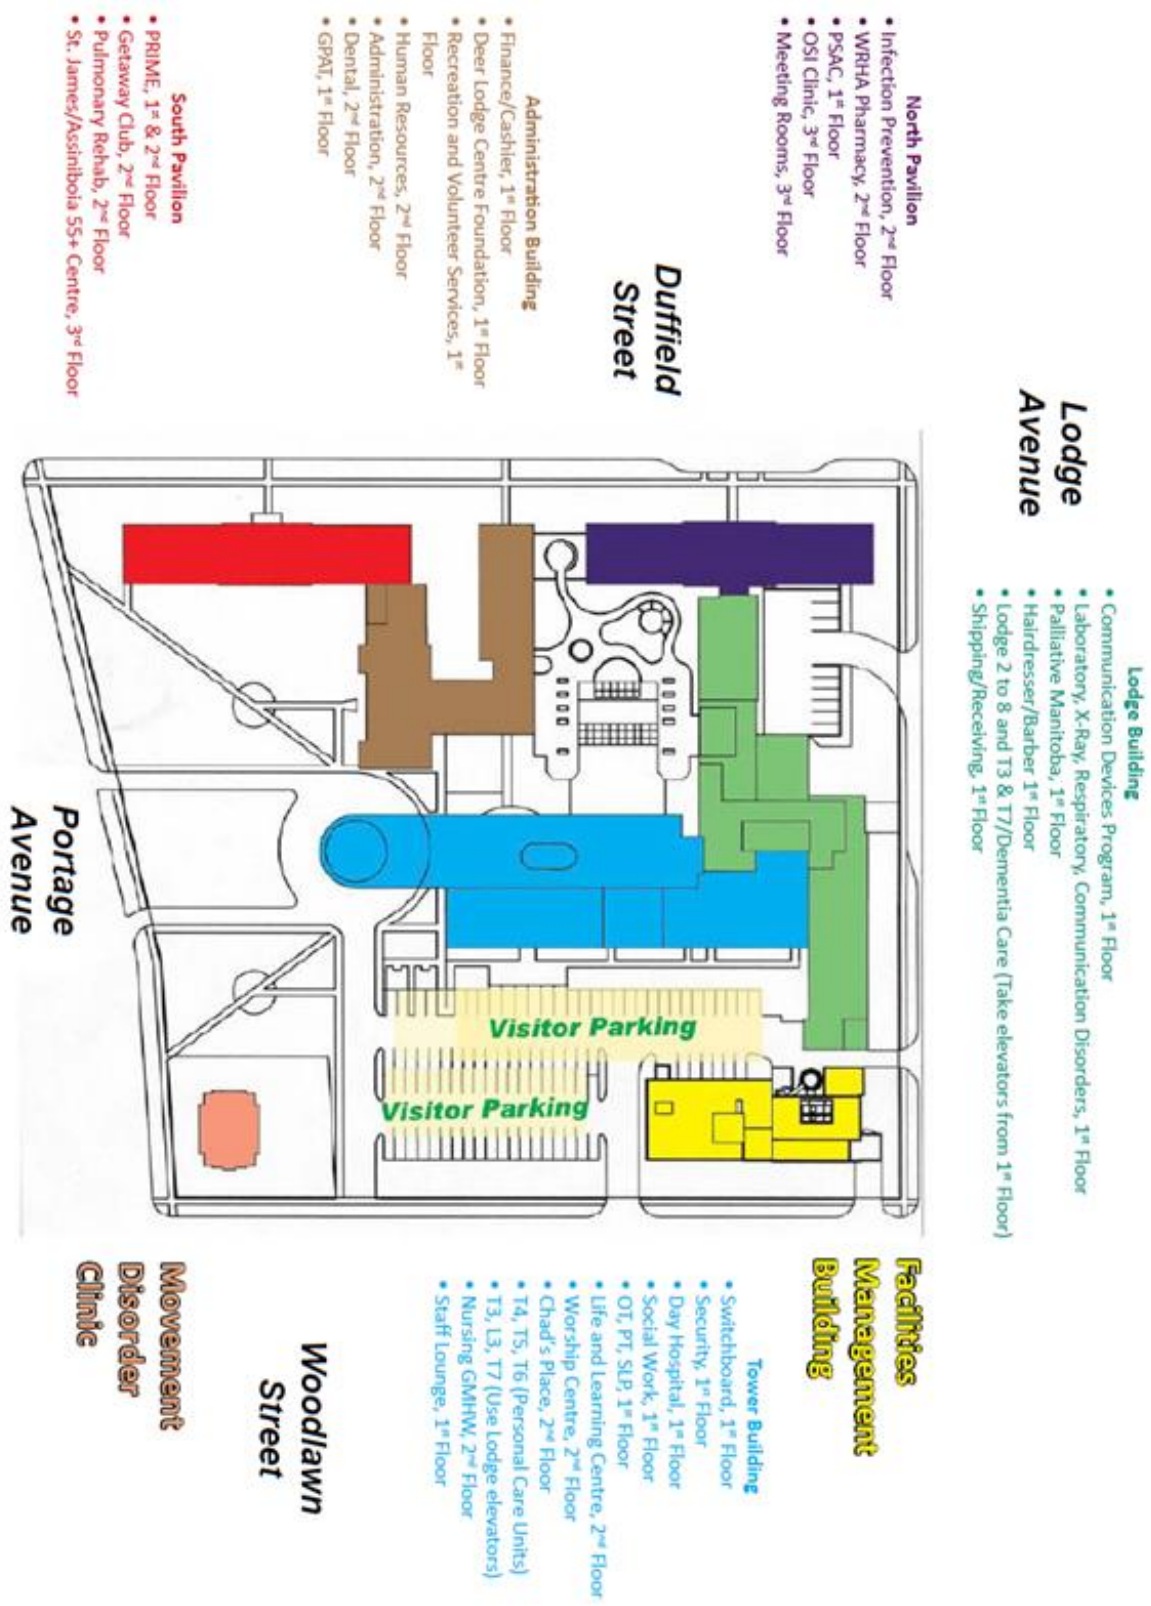 Lodge Building
• Communication Devices Program, 1st Floor
• Laboratory, X-Ray, Respiratory, Communication Disorders, 1st Floor
• Palliative Manitoba, 1st Floor
• Hairdresser/Barber 1st Floor
• Lodge 2 to 8 and T3 & T7/Dementia Care (Take elevators from 1st Floor)
• Shipping/Receiving, 1st Floor
Lodge
Avenue
North Pavilion
• Infection Prevention, 2nd Floor
• WRHA Pharmacy, 2nd Floor
• PSAC, 1st Floor
• OSI Clinic, 3rd Floor
• Meeting Rooms, 3rd Floor
Duffield
Street
Administration Building
• Finance/Cashier, 1st Floor
• Deer Lodge Centre Foundation, 1st Floor
• Recreation and Volunteer Services, 1st
Floor
• Human Resources, 2nd Floor
• Administration, 2nd Floor
• Dental, 2nd Floor
• GPAT, 1st Floor
South Pavilion
• PRIME, 1st & 2nd Floor
• Getaway Club, 2nd Floor
• Pulmonary Rehab, 2nd Floor
• St. James/Assiniboia 55+ Centre, 3rd Floor
Visitor Parking
Visitor Parking
Portage
Avenue
Facilities
Management
Building
Tower Building
• Switchboard, 1st Floor
• Security, 1st Floor
• Day Hospital, 1st Floor
• Social Work, 1st Floor
• OT, PT, SLP, 1st Floor
• Life and Learning Centre, 2nd Floor
• Worship Centre, 2nd Floor
• Chad's Place, 2nd Floor
• T4, T5, T6 (Personal Care Units)
• T3, L3, T7 (Use Lodge elevators)
• Nursing GMHW, 2nd Floor
• Staff Lounge, 1st Floor
Woodlawn
Street
Movement
Disorder
Clinic